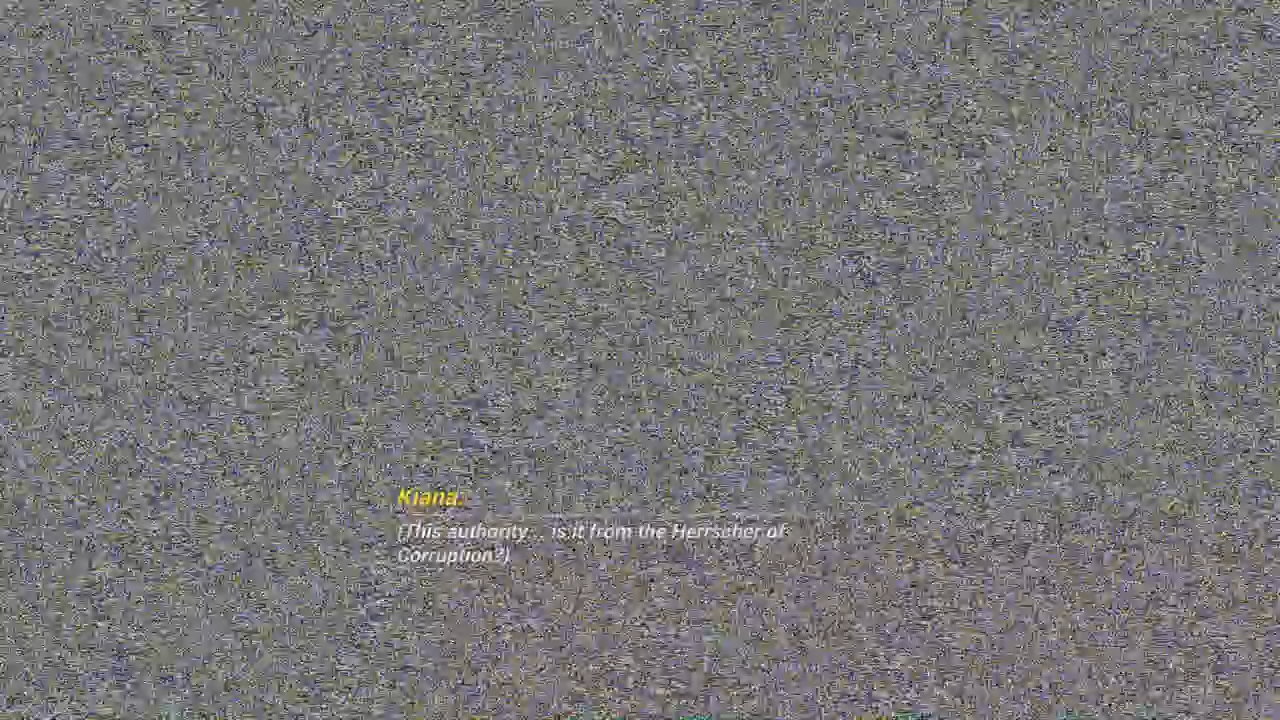 Kiana:
(This authority... is it from the Herrscher of
Corruption?)